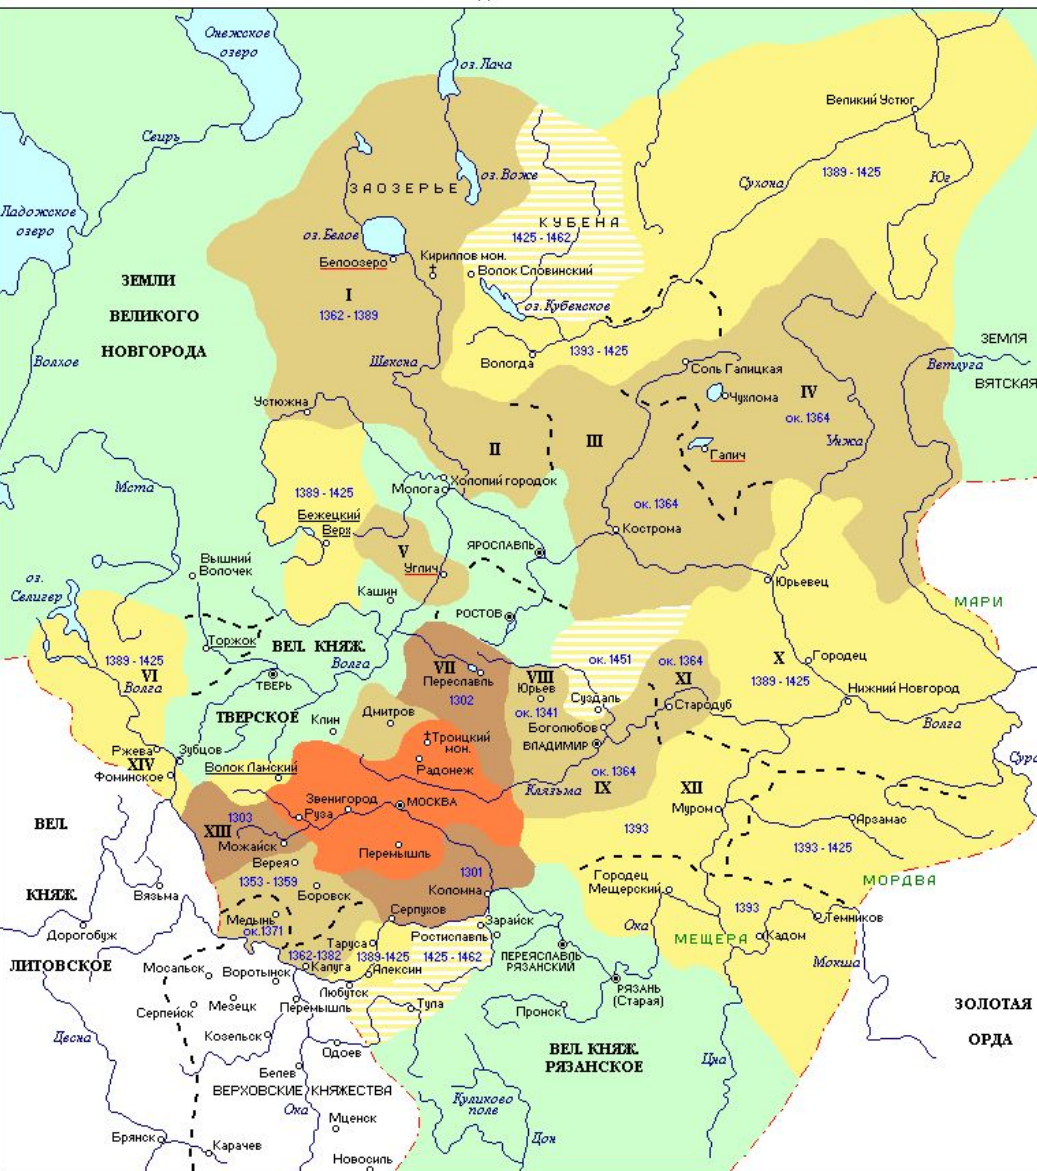 Онежское
озеро
оз. Лача
Свирь
Великий Устюг
1389 - 1425
Юг
Сухона
оз. Воже
ЗАОЗЕРЬЕ
Ладожское
озеро
КУБЕНА
1425 - 1462
оз. Белое
Белоозеро
Кириллов мон.
Волок Словинский
ЗЕМЛИ
ВЕЛИКОГО
НОВГОРОДА
I
1362 - 1389
оз. Кубенское
Волхов
Шексна
Вологда
1393 - 1425
ЗЕМЛЯ
ВЯТСКАЯ
Ветлуга
Соль Галицкая
Чухлома
IV
ок. 1364
Унжа
Галич
Устюжна
II
III
Мста
1389 - 1425
Бежецкий
Верх
Молога
Холопий городок
ок. 1364
Кострома
V
Углич
ЯРОСЛАВЛЬ
Вышний
Волочек
Кашин
Юрьевец
оз.
Селигер
РОСТОВ
МАРИ
Торжок
ВЕЛ. КНЯЖ.
Волга
1389 - 1425
VI
Волга
ТВЕРЬ
ТВЕРСКОЕ
VII
Переславль
1302
VIII
Юрьев
ок. 1341
ок. 1451
ок. 1364
XI
X
1389 - 1425
Городец
Нижний Новгород
Волга
Суздаль
Стародуб
Боголюбов
ВЛАДИМИР
Клин
Дмитров
Троицкий
мон.
Радонеж
Ржева
Зубцов
XIV
Фоминское
Волок Ламский
ок. 1364
IX
Клязьма
XII
Сура
Муром
Арзамас
ВЕЛ.
КНЯЖ.
ЛИТОВСКОЕ
1303
XIII
Можайск
Звенигород
Руза
МОСКВА
Перемышль
1393
1393 - 1425
МОРДВА
Верея
1353 - 1359
Боровск
1301
Коломна
Городец
Мещерский
Вязьма
Дорогобуж
Медынь
ок.1371
Серпухов
Зарайск
Ростиславль
1393
Темников
Кадом
Ока
МЕЩЕРА
Мокша
Таруса
1362-1382
1389-1425
1425 - 1462
ПЕРЕЯСЛАВЛЬ
РЯЗАНСКИЙ
Мосальск
Воротынск
Калуга
Алексин
РЯЗАНЬ
(Старая)
Любутск
Серпейск
Мезецк
Перемышль
Тула
Пронск
ЗОЛОТАЯ
ОРДА
Десна
Козельск
Одоев
ВЕЛ. КНЯЖ.
РЯЗАНСКОЕ
Цна
Белев
ВЕРХОВСКИЕ КНЯЖЕСТВА
Ока
Куликово
поле
Мценск
Дон
Брянск
Карачев
Новосиль